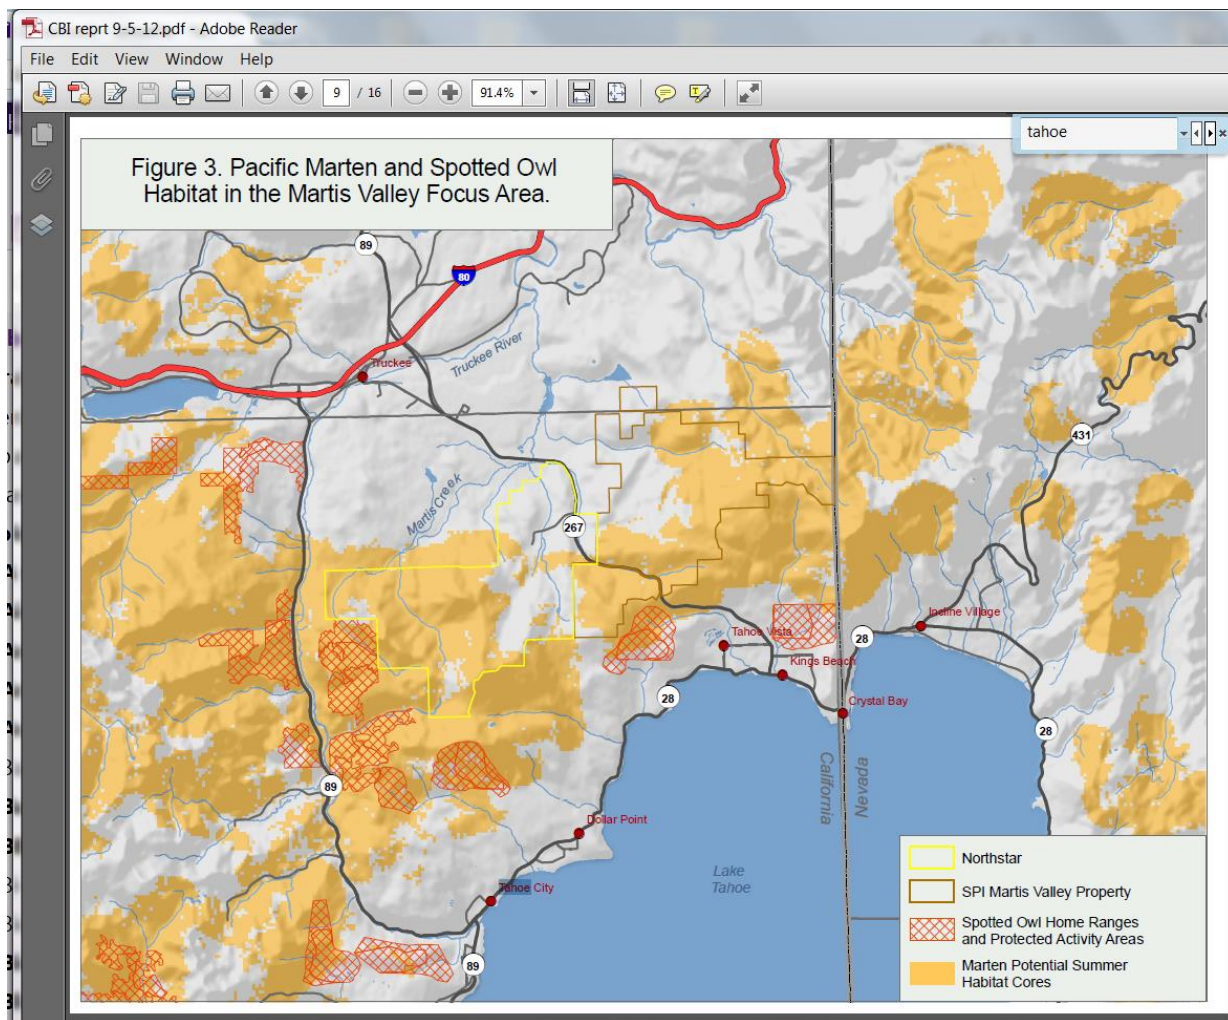 CBI reprt 9-5-12.pdf - Adobe Reader
File Edit View Window Help
9 / 16 91.4%
tahoe
Figure 3. Pacific Marten and Spotted Owl
Habitat in the Martis Valley Focus Area.
89
80
Truckee River
Truckee
431
Martis Creek
267
Incline Village
Tahoe Vista
28
Kings Beach
28
Crystal Bay
28
California
Nevada
89
Dollar Point
Lake
Tahoe
Tahoe City
89
Northstar
SPI Martis Valley Property
Spotted Owl Home Ranges
and Protected Activity Areas
Marten Potential Summer
Habitat Cores